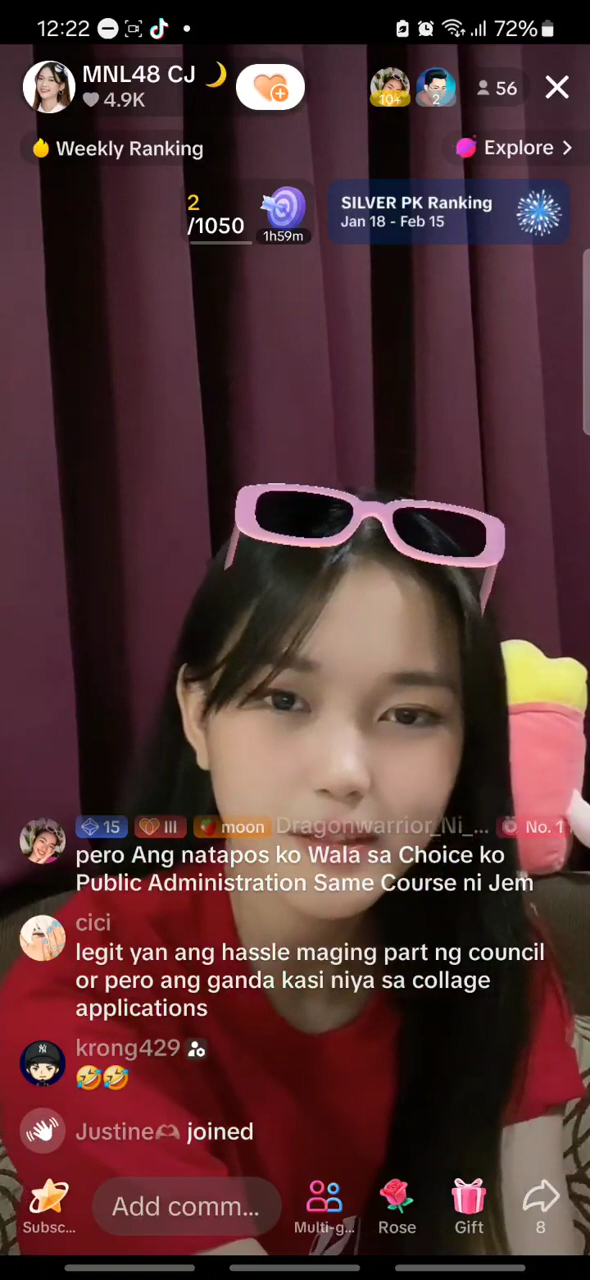 12:22
72%
MNL48 CJ 🌙
4.9K
10+
2
56
Weekly Ranking
Explore >
2
/1050
1h59m
SILVER PK Ranking
Jan 18 - Feb 15
15
III
moon
Dragonwarrior_Ni_...
No. 1
pero Ang natapos ko Wala sa Choice ko
Public Administration Same Course ni Jem
cici
legit yan ang hassle maging part ng council
or pero ang ganda kasi niya sa collage
applications
krong429
🤣🤣
Justine🫶 joined
Subsc...
Add comm...
Multi-g...
Rose
Gift
8